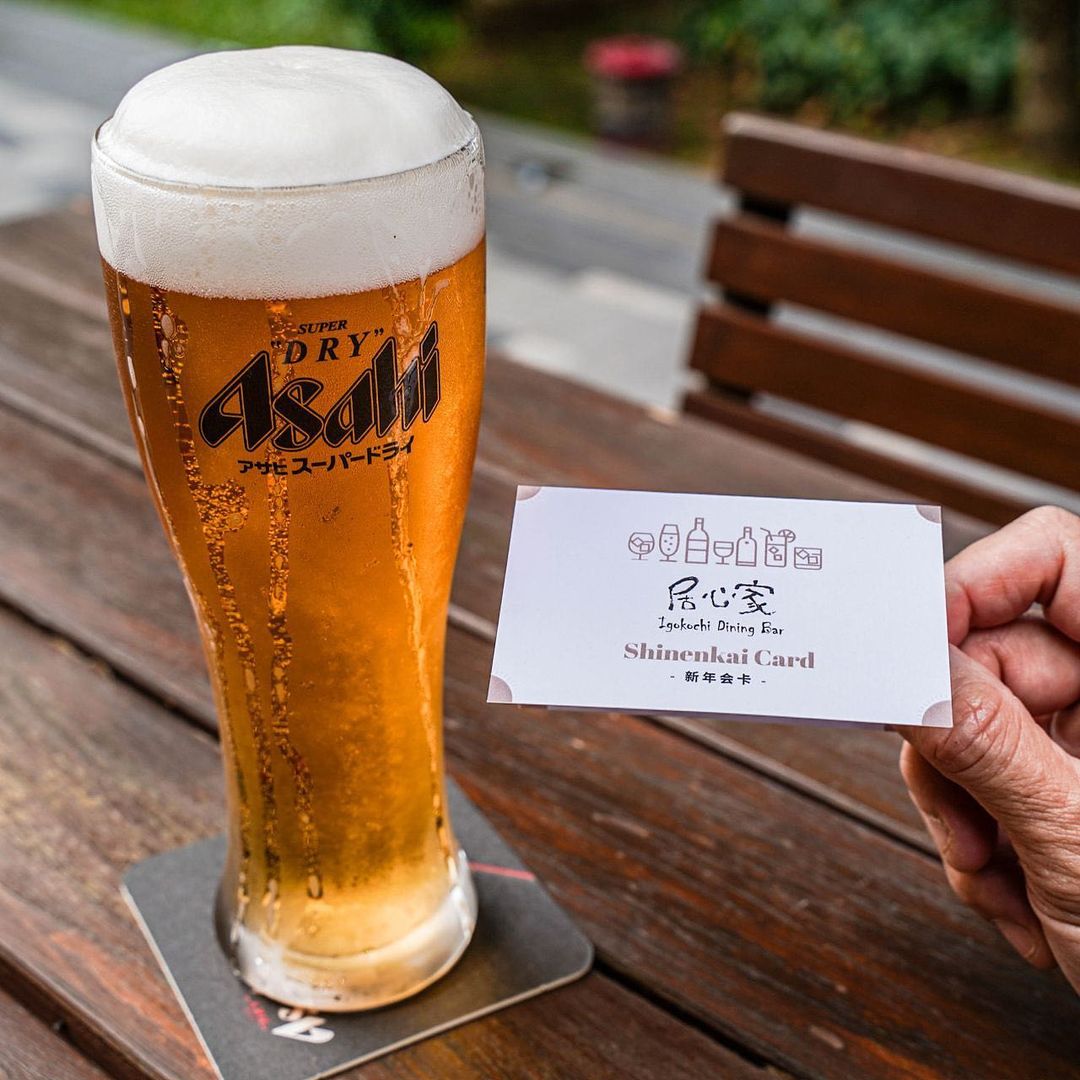 SUPER
"DRY"
Asahi
アサヒスーパードライ
居心家
Igokochi Dining Bar
Shinenkai Card
- 新年会卡 -